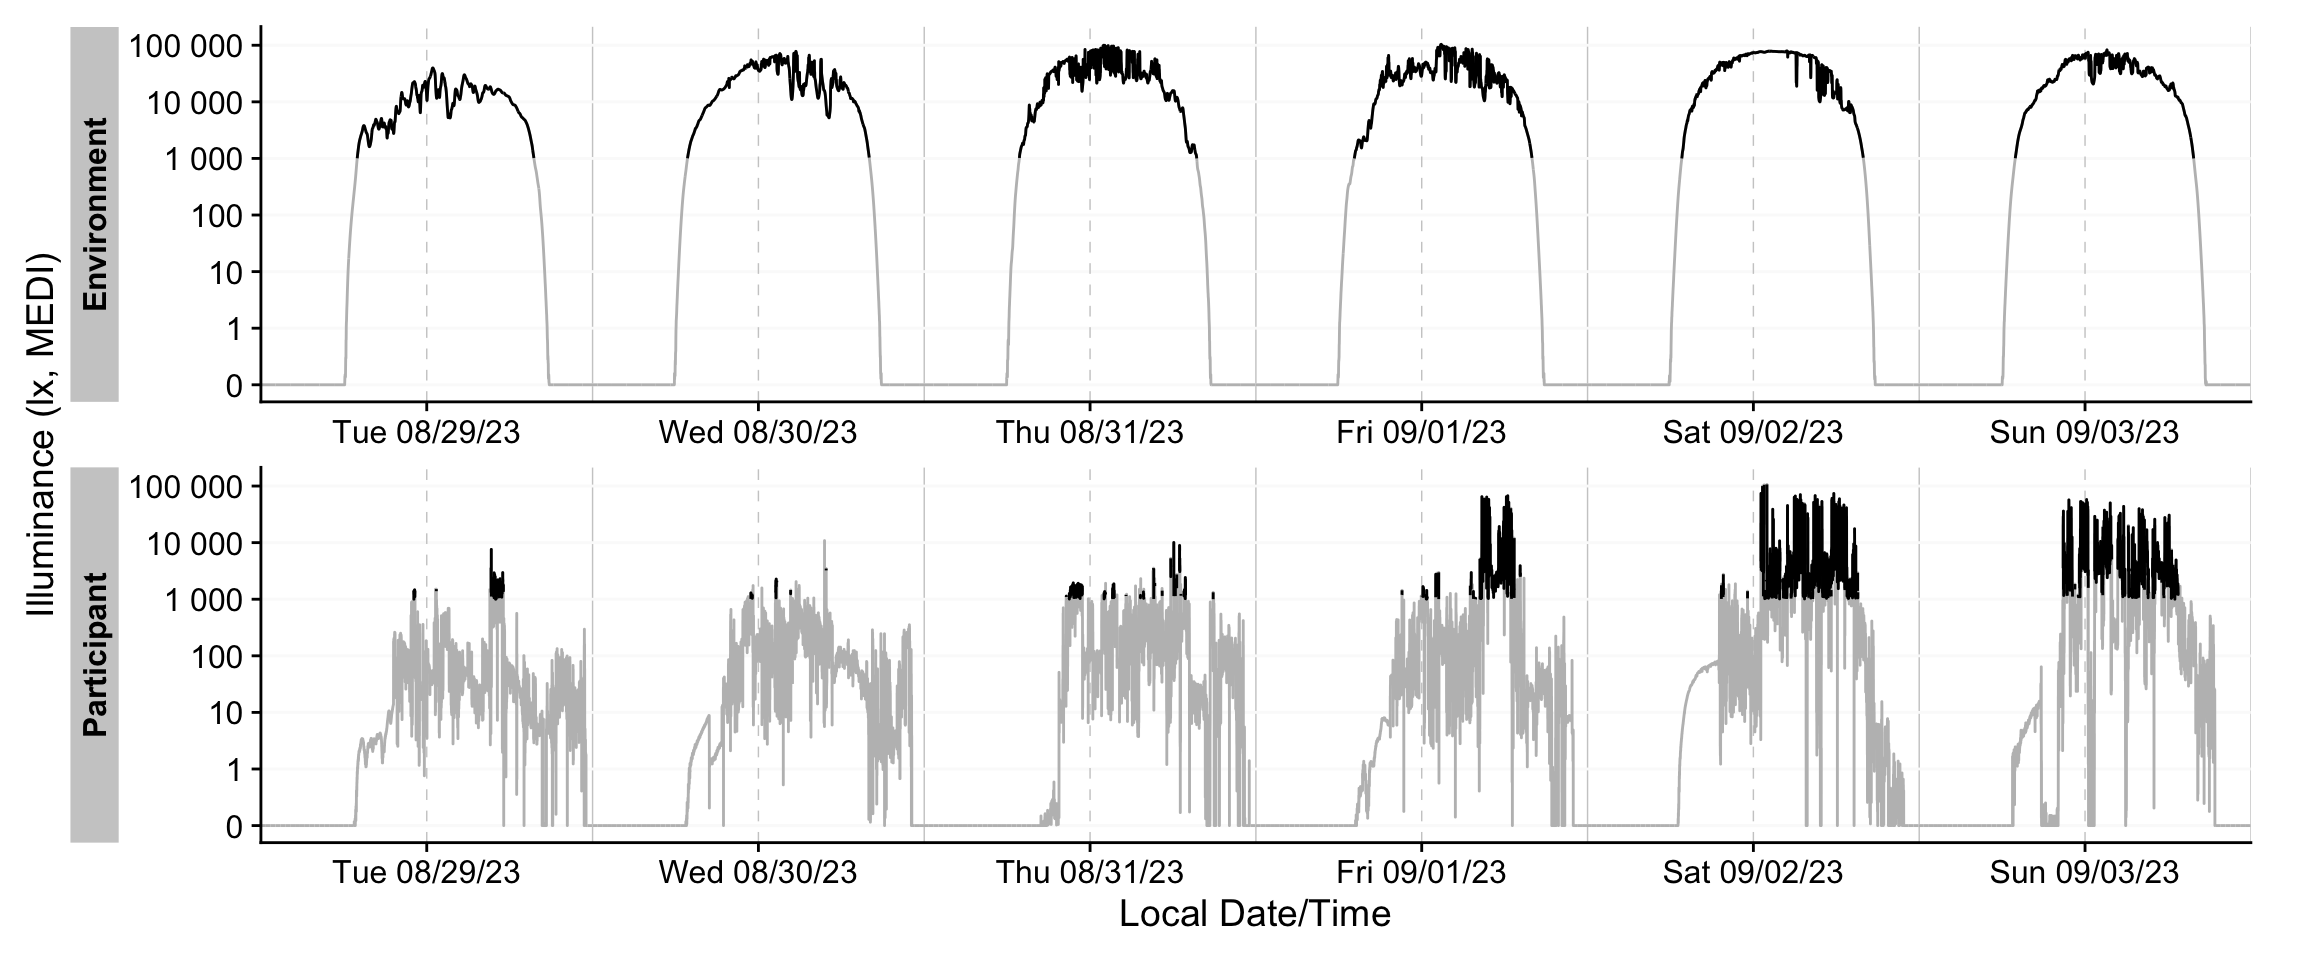 Illuminance (lx, MEDI)
Environment
100 000
10 000
1 000
100
10
1
0
Tue 08/29/23 Wed 08/30/23 Thu 08/31/23 Fri 09/01/23 Sat 09/02/23 Sun 09/03/23
Participant
100 000
10 000
1 000
100
10
1
0
Tue 08/29/23 Wed 08/30/23 Thu 08/31/23 Fri 09/01/23 Sat 09/02/23 Sun 09/03/23
Local Date/Time